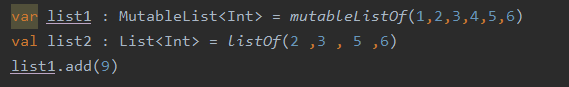 var list1 : MutableList<Int> = mutableListOf(1,2,3,4,5,6)
val list2 : List<Int> = listOf(2 ,3 , 5 ,6)
list1.add(9)